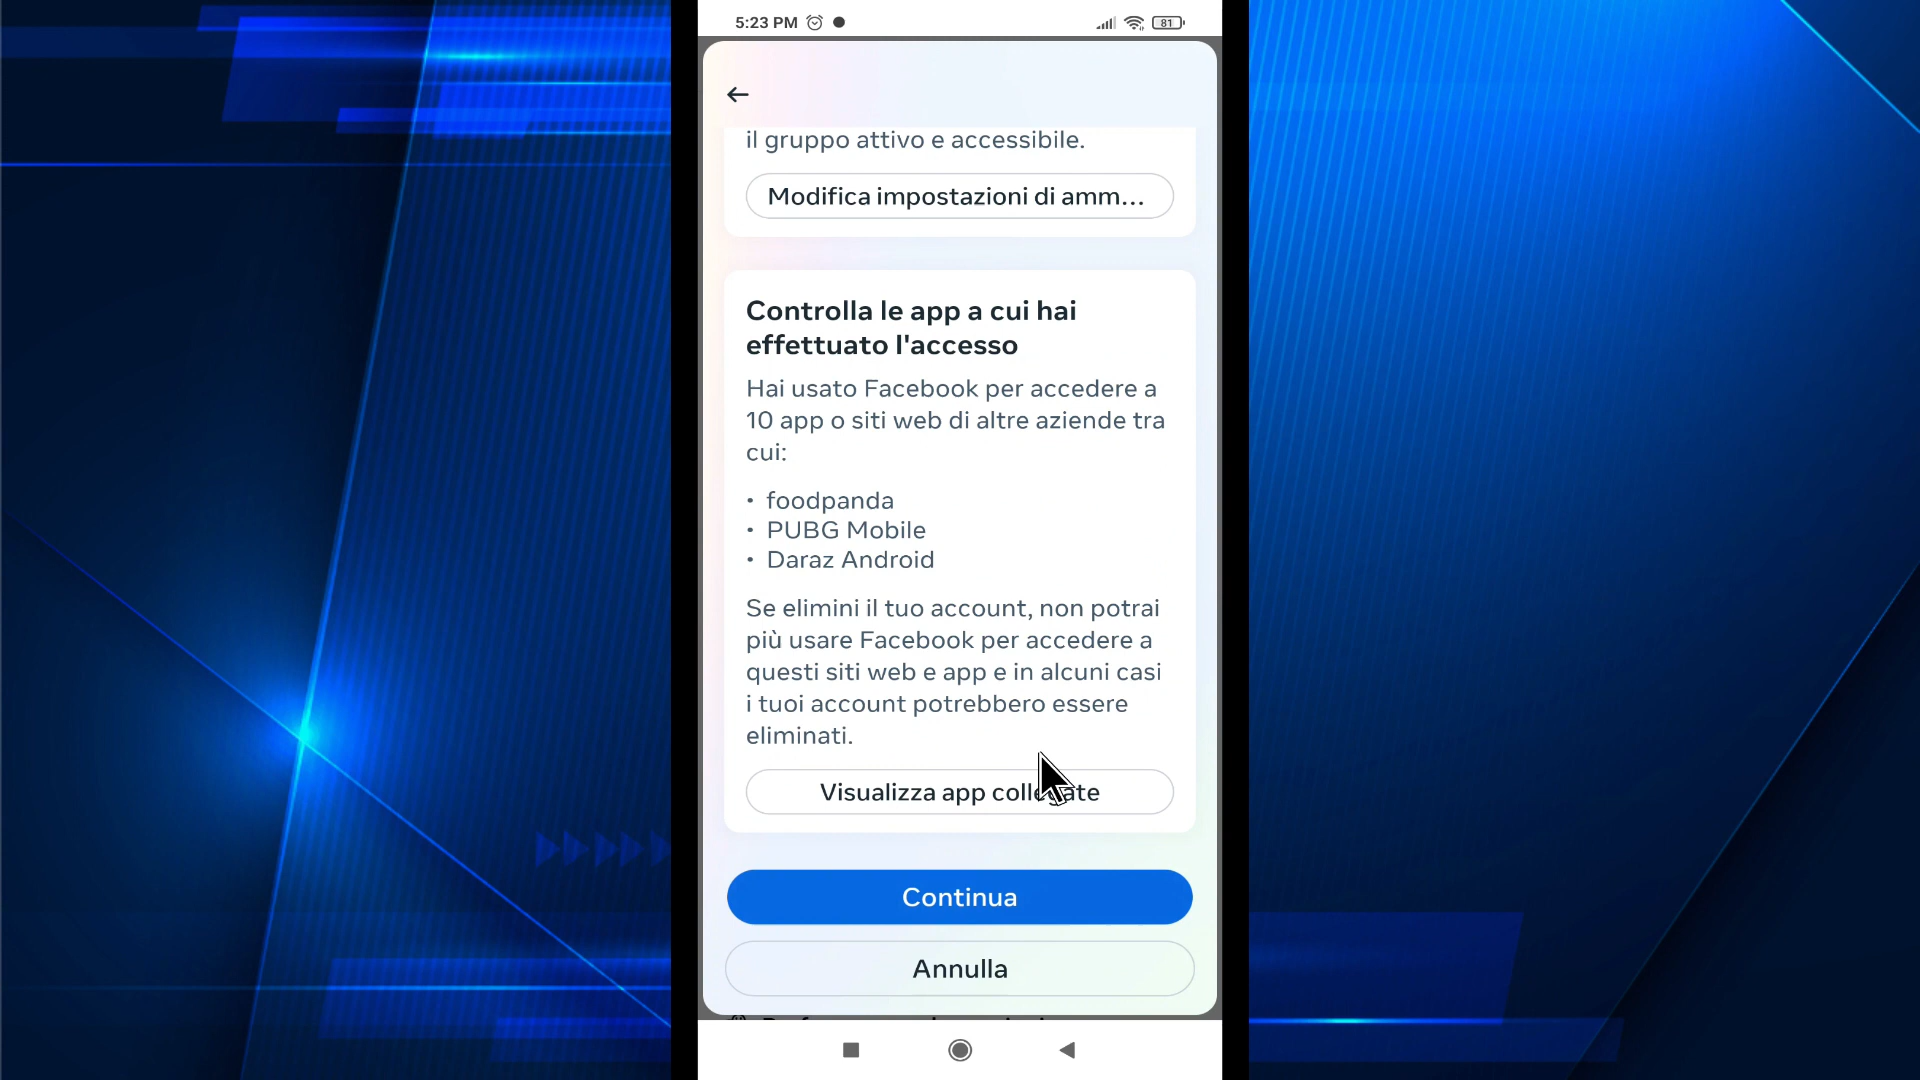 5:23 PM
81
il gruppo attivo e accessibile.
Modifica impostazioni di amm...
Controlla le app a cui hai
effettuato l'accesso
Hai usato Facebook per accedere a
10 app o siti web di altre aziende tra
cui:
• foodpanda
• PUBG Mobile
• Daraz Android
Se elimini il tuo account, non potrai
più usare Facebook per accedere a
questi siti web e app e in alcuni casi
i tuoi account potrebbero essere
eliminati.
Visualizza app collegate
Continua
Annulla